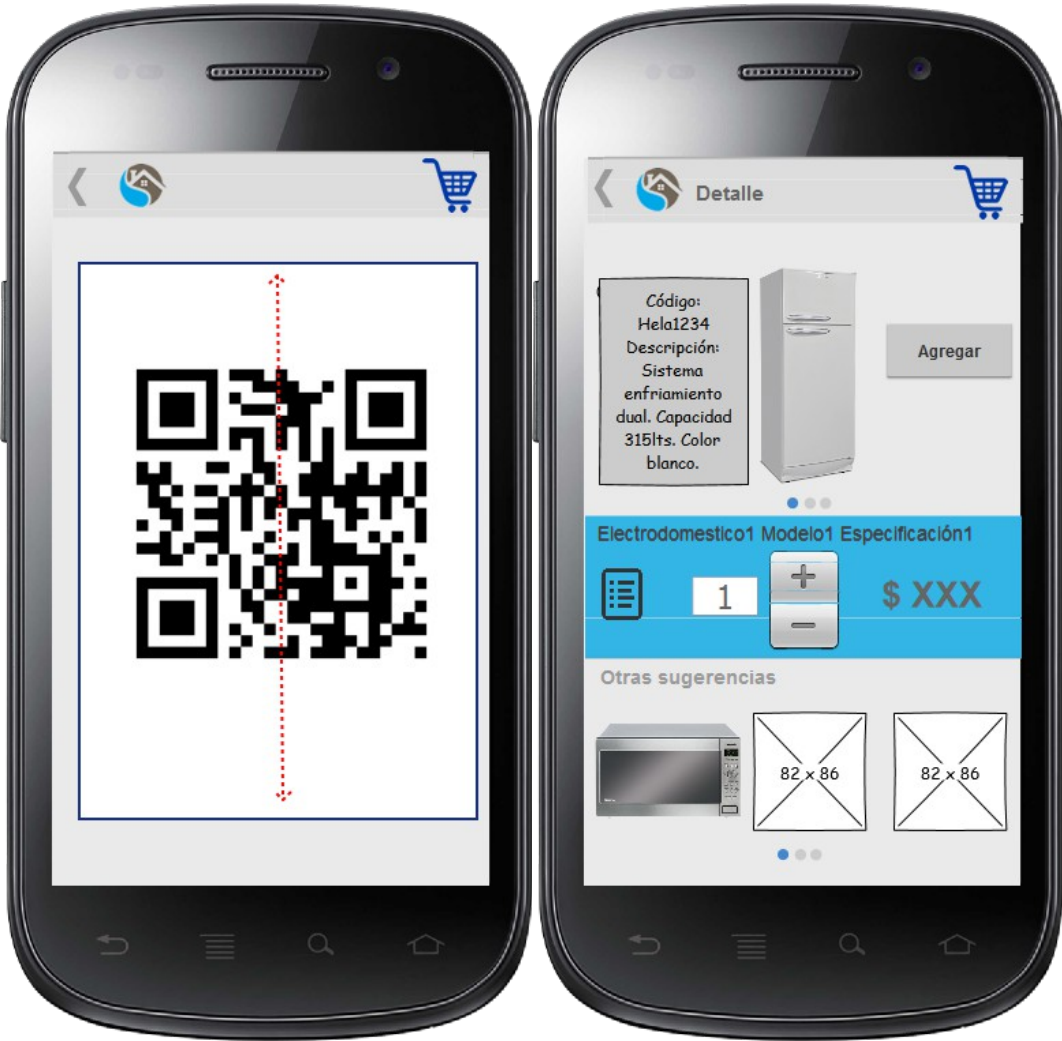 Detalle
Código:
Hela1234
Descripción:
Sistema
enfriamiento
dual. Capacidad
315lts. Color
blanco.
Agregar
Electrodomestico1 Modelo1 Especificación1
1
$ XXX
Otras sugerencias
82 x 86
82 x 86